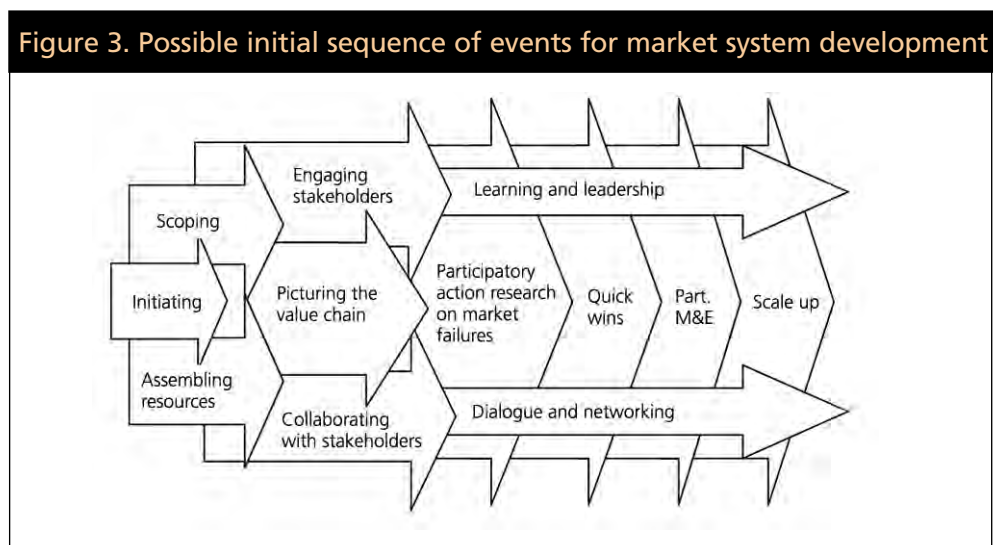 Figure 3. Possible initial sequence of events for market system development
Engaging
stakeholders
Scoping
Learning and leadership
Initiating
Picturing the
value chain
Participatory
action research
on market
failures
Quick
wins
Part.
M&E
Scale up
Assembling
resources
Collaborating
with stakeholders
Dialogue and networking